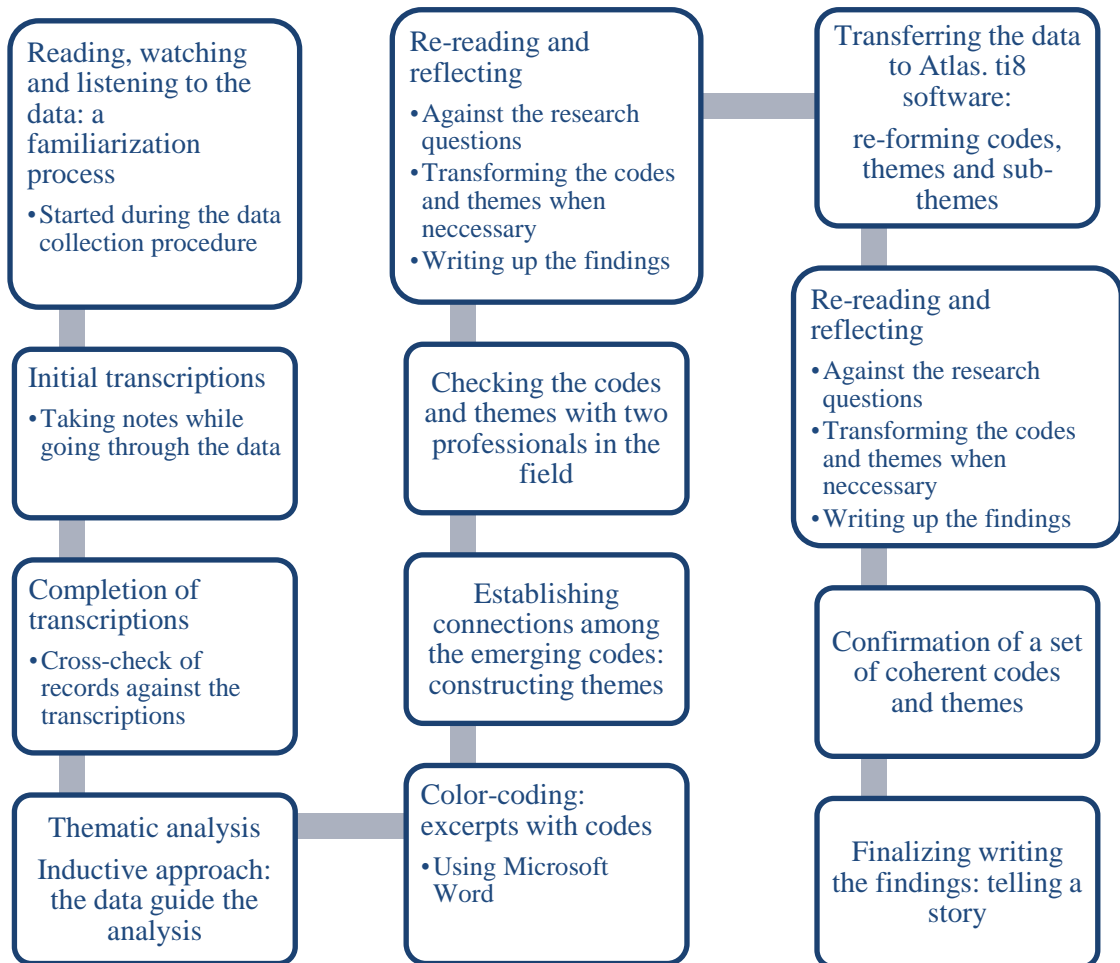 Reading, watching
and listening to the
data: a
familiarization
process
•Started during the data
collection procedure
Initial transcriptions
•Taking notes while
going through the data
Completion of
transcriptions
•Cross-check of
records against the
transcriptions
Thematic analysis
Inductive approach:
the data guide the
analysis
Color-coding:
excerpts with codes
•Using Microsoft
Word
Establishing
connections among
the emerging codes:
constructing themes
Checking the codes
and themes with two
professionals in the
field
Re-reading and
reflecting
•Against the research
questions
•Transforming the codes
and themes when
neccessary
•Writing up the findings
Transferring the data
to Atlas. ti8
software:
re-forming codes,
themes and sub-
themes
Re-reading and
reflecting
•Against the research
questions
•Transforming the codes
and themes when
neccessary
•Writing up the findings
Confirmation of a set
of coherent codes
and themes
Finalizing writing
the findings: telling a
story